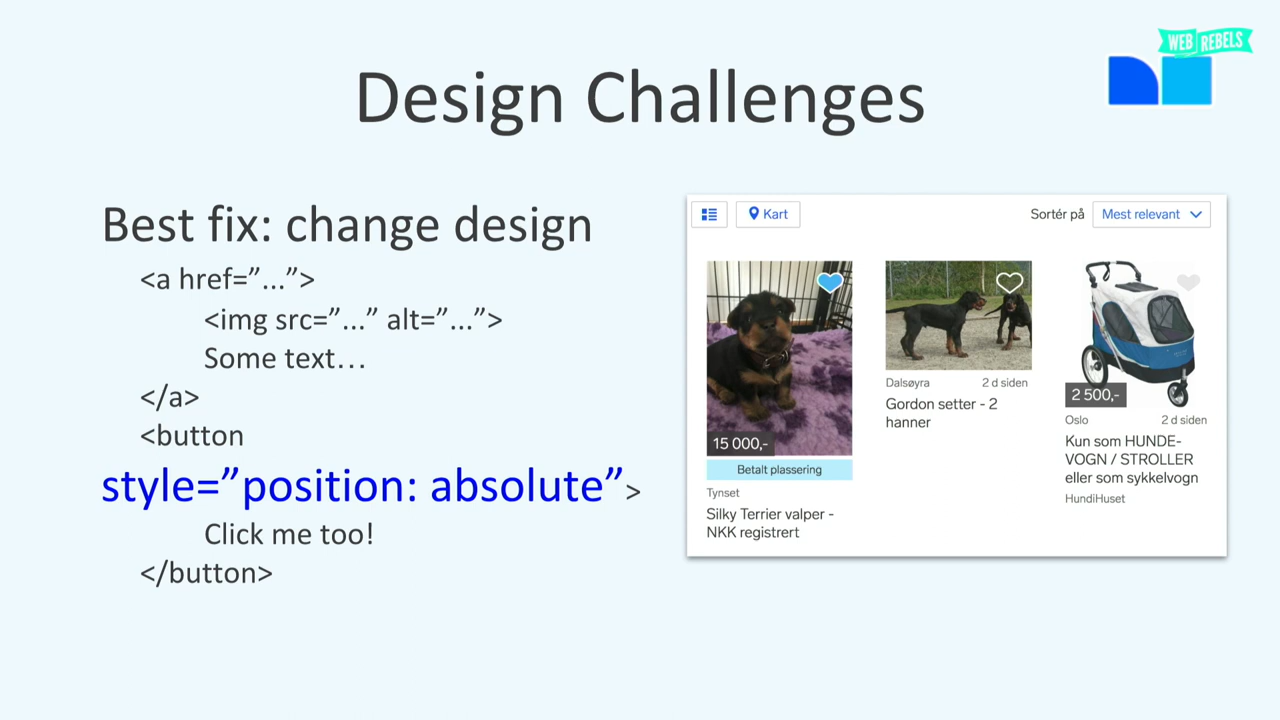 WEB REBELS
Design Challenges
Best fix: change design
<a href=”...”>
<img src=”...” alt=”...”>
Some text...
</a>
<button
style=”position: absolute”>
Click me too!
</button>
Kart
Sortér på
Mest relevant
15 000,-
Betalt plassering
Tynset
Silky Terrier valper -
NKK registrert
Dalsøyra 2 d siden
Gordon setter - 2
hanner
2 500,-
Oslo 2 d siden
Kun som HUNDE-
VOGN / STROLLER
eller som sykkelvogn
HundiHuset